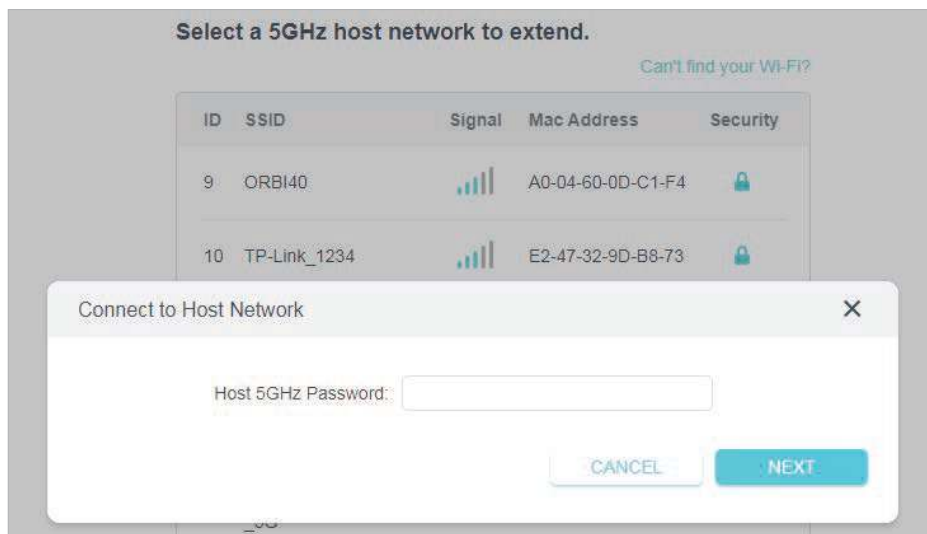 Select a 5GHz host network to extend.
Can't find your Wi-Fi?
ID SSID Signal Mac Address Security
9 ORBI40 A0-04-60-0D-C1-F4
10 TP-Link_1234 E2-47-32-9D-B8-73
Connect to Host Network
Host 5GHz Password:
CANCEL NEXT